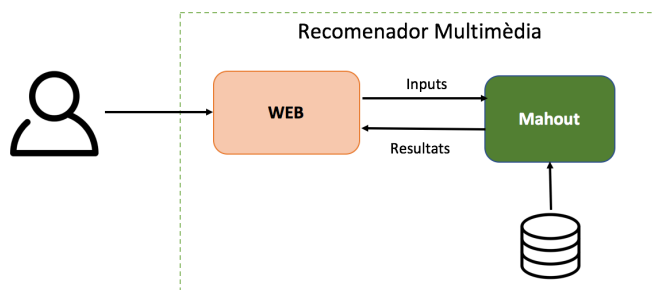 Recomenador Multimèdia
WEB
Inputs
Mahout
Resultats